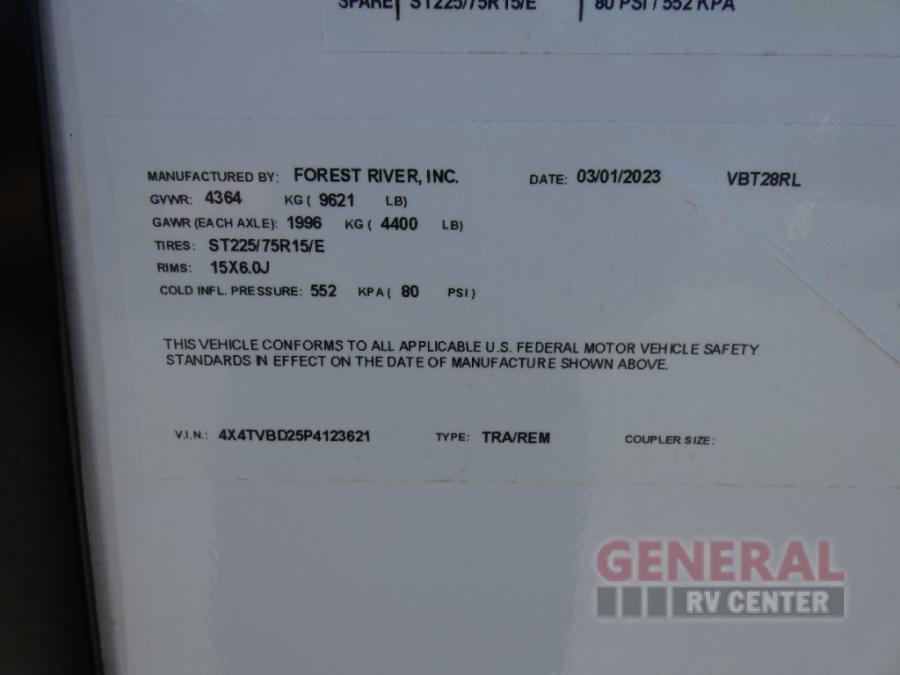 SPARE ST225/75R15/E 80 PSI / 552 KPA
MANUFACTURED BY: FOREST RIVER, INC. DATE: 03/01/2023 VBT28RL
GVWR: 4364 KG ( 9621 LB)
GAWR (EACH AXLE): 1996 KG ( 4400 LB)
TIRES: ST225/75R15/E
RIMS: 15X6.0J
COLD INFL. PRESSURE: 552 KPA ( 80 PSI )
THIS VEHICLE CONFORMS TO ALL APPLICABLE U.S. FEDERAL MOTOR VEHICLE SAFETY
STANDARDS IN EFFECT ON THE DATE OF MANUFACTURE SHOWN ABOVE.
V.I.N.: 4X4TVBD25P4123621 TYPE: TRA/REM COUPLER SIZE:
GENERAL
RV CENTER